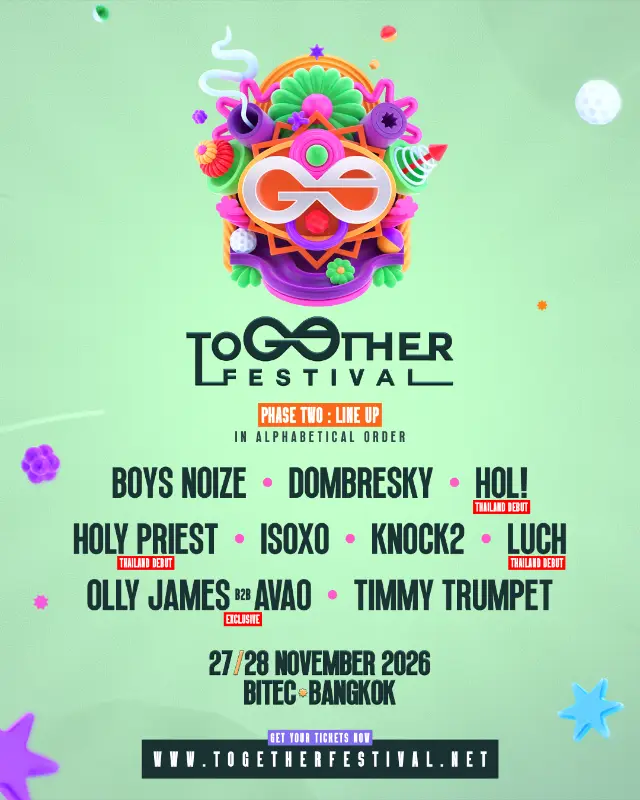 TOGETHER
FESTIVAL
PHASE TWO : LINE UP
IN ALPHABETICAL ORDER
BOYS NOIZE • DOMBRESKY • HOL!
THAILAND DEBUT
HOLY PRIEST • ISOXO • KNOCK2 • LUCH
THAILAND DEBUT THAILAND DEBUT
OLLY JAMES B2B AVAO • TIMMY TRUMPET
EXCLUSIVE
27/28 NOVEMBER 2026
BITEC BANGKOK
GET YOUR TICKETS NOW
WWW.TOGETHERFESTIVAL.NET